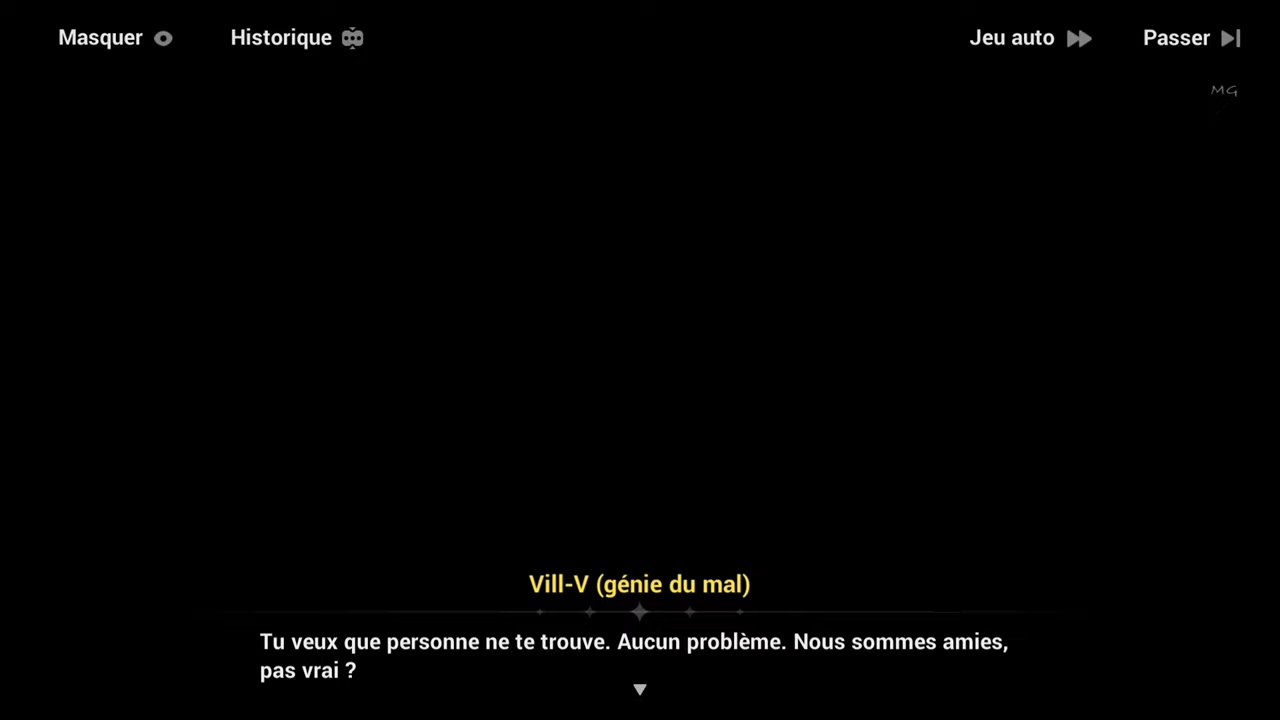 Masquer
Historique
Jeu auto
Passer
MG
Vill-V (génie du mal)
Tu veux que personne ne te trouve. Aucun problème. Nous sommes amies,
pas vrai ?